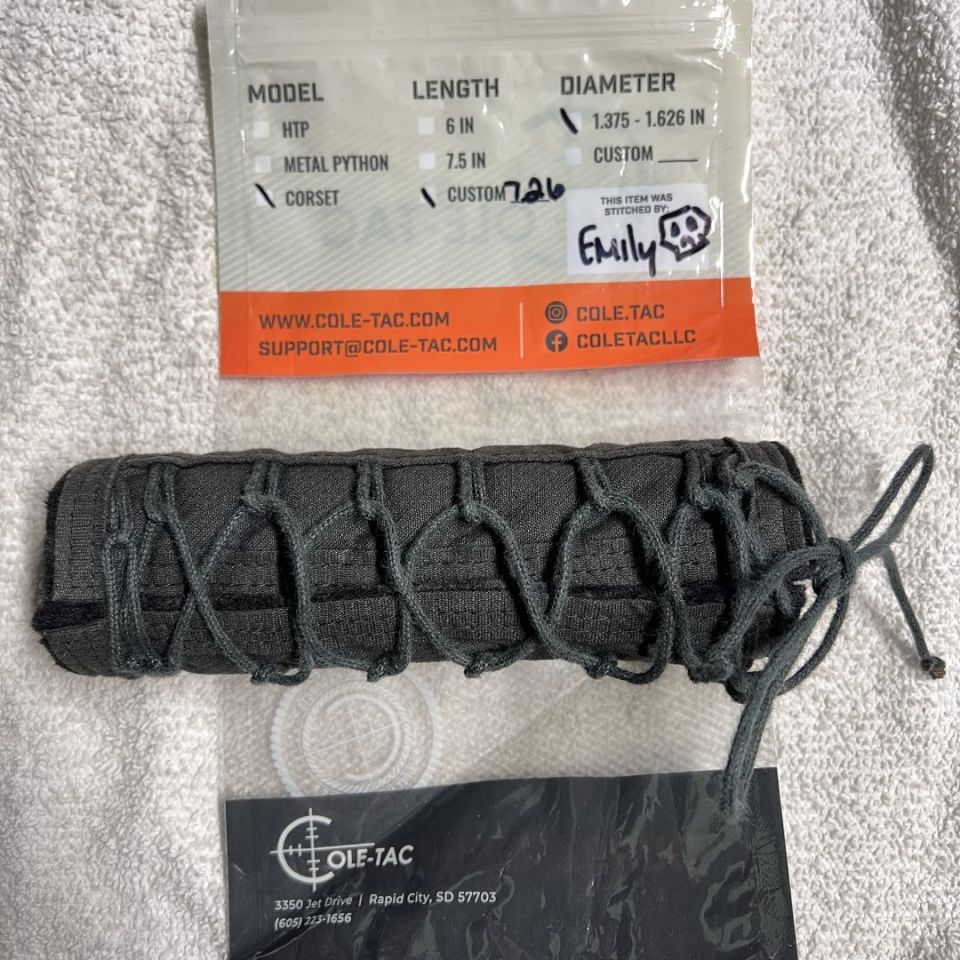 MODEL
HTP
METAL PYTHON
CORSET
LENGTH
6 IN
7.5 IN
CUSTOM 7.26
DIAMETER
1.375 - 1.626 IN
CUSTOM ____
THIS ITEM WAS
STITCHED BY:
Emily
WWW.COLE-TAC.COM
SUPPORT@COLE-TAC.COM
COLE.TAC
COLETACLLC
COLE-TAC
3350 Jet Drive | Rapid City, SD 57703
(605) 223-1656